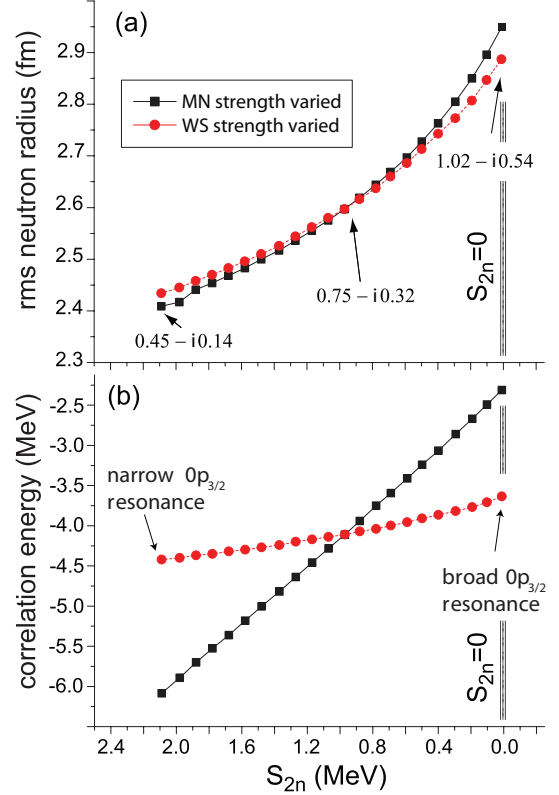 (a)
MN strength varied
WS strength varied
rms neutron radius (fm)
2.9
2.8
2.7
2.6
2.5
2.4
2.3
1.02 – i0.54
0.75 – i0.32
0.45 – i0.14
S₂ₙ=0
(b)
correlation energy (MeV)
-2.5
-3.0
-3.5
-4.0
-4.5
-5.0
-5.5
-6.0
narrow 0p₃/₂
resonance
broad 0p₃/₂
resonance
S₂ₙ=0
2.4 2.0 1.6 1.2 0.8 0.4 0.0
S₂ₙ (MeV)